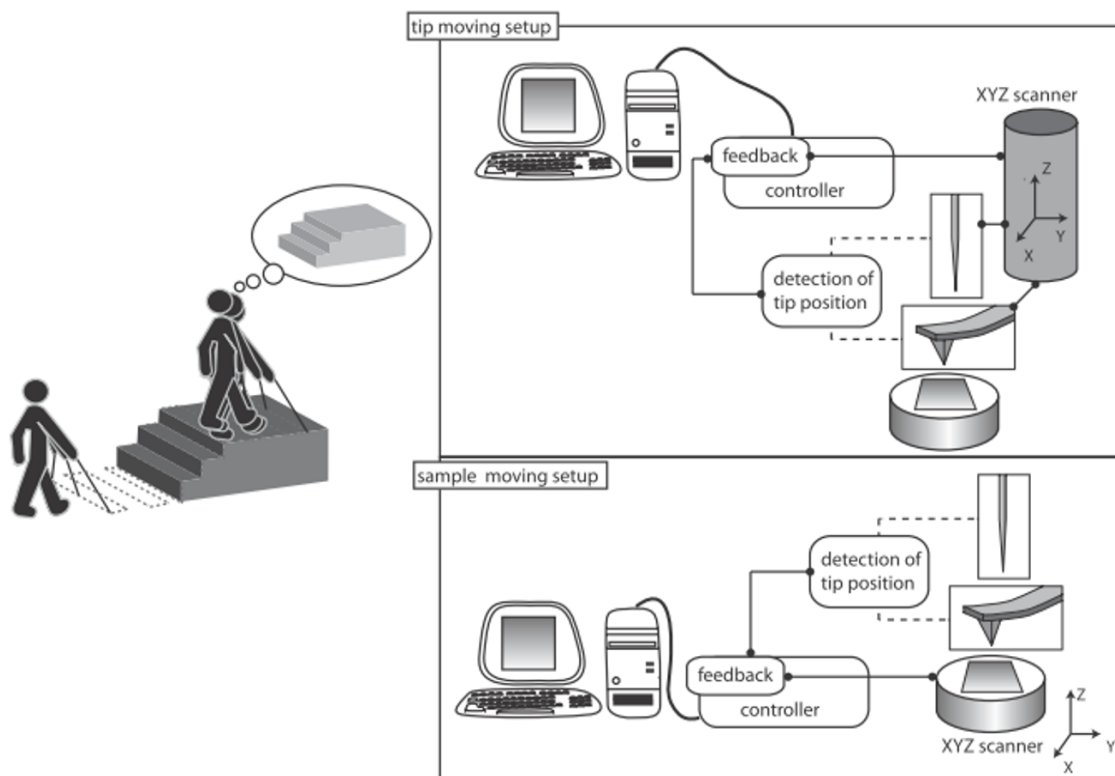 tip moving setup
XYZ scanner
feedback
controller
Z
Y
X
detection of
tip position
sample moving setup
detection of
tip position
feedback
controller
XYZ scanner
Z
Y
X